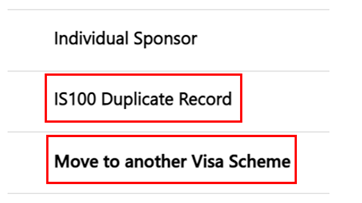 Individual Sponsor
IS100 Duplicate Record
Move to another Visa Scheme